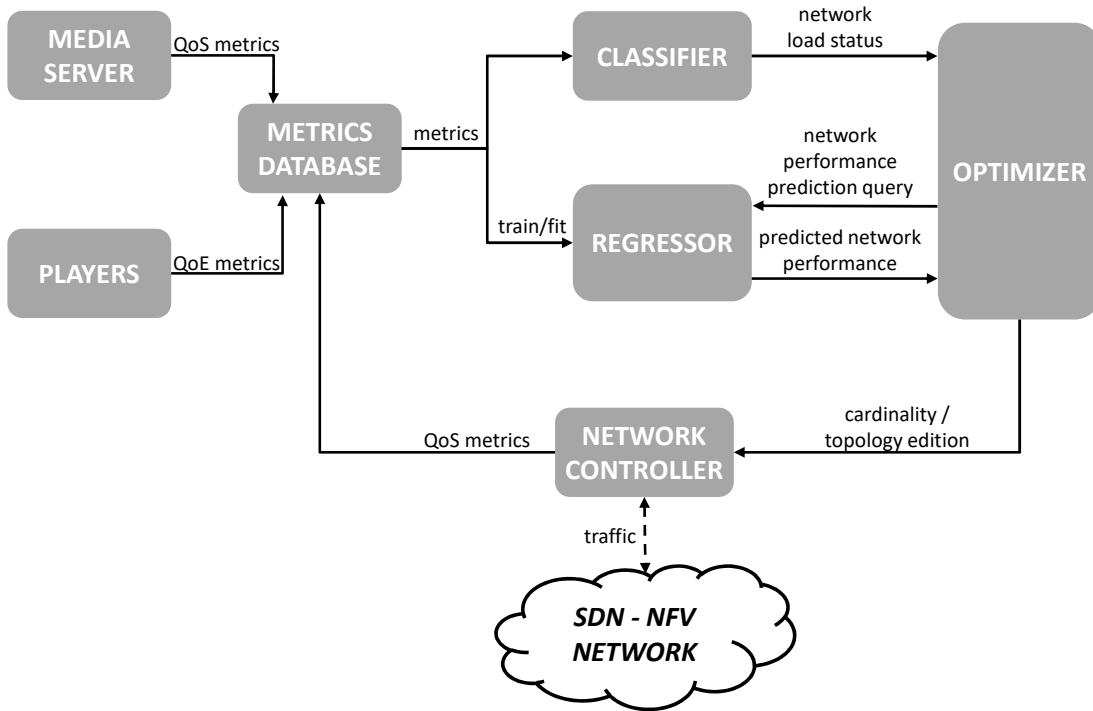 MEDIA
SERVER
QoS metrics
PLAYERS
QoE metrics
METRICS
DATABASE
metrics
train/fit
CLASSIFIER
network
load status
REGRESSOR
network
performance
prediction query
predicted network
performance
OPTIMIZER
cardinality /
topology edition
NETWORK
CONTROLLER
QoS metrics
traffic
SDN - NFV
NETWORK